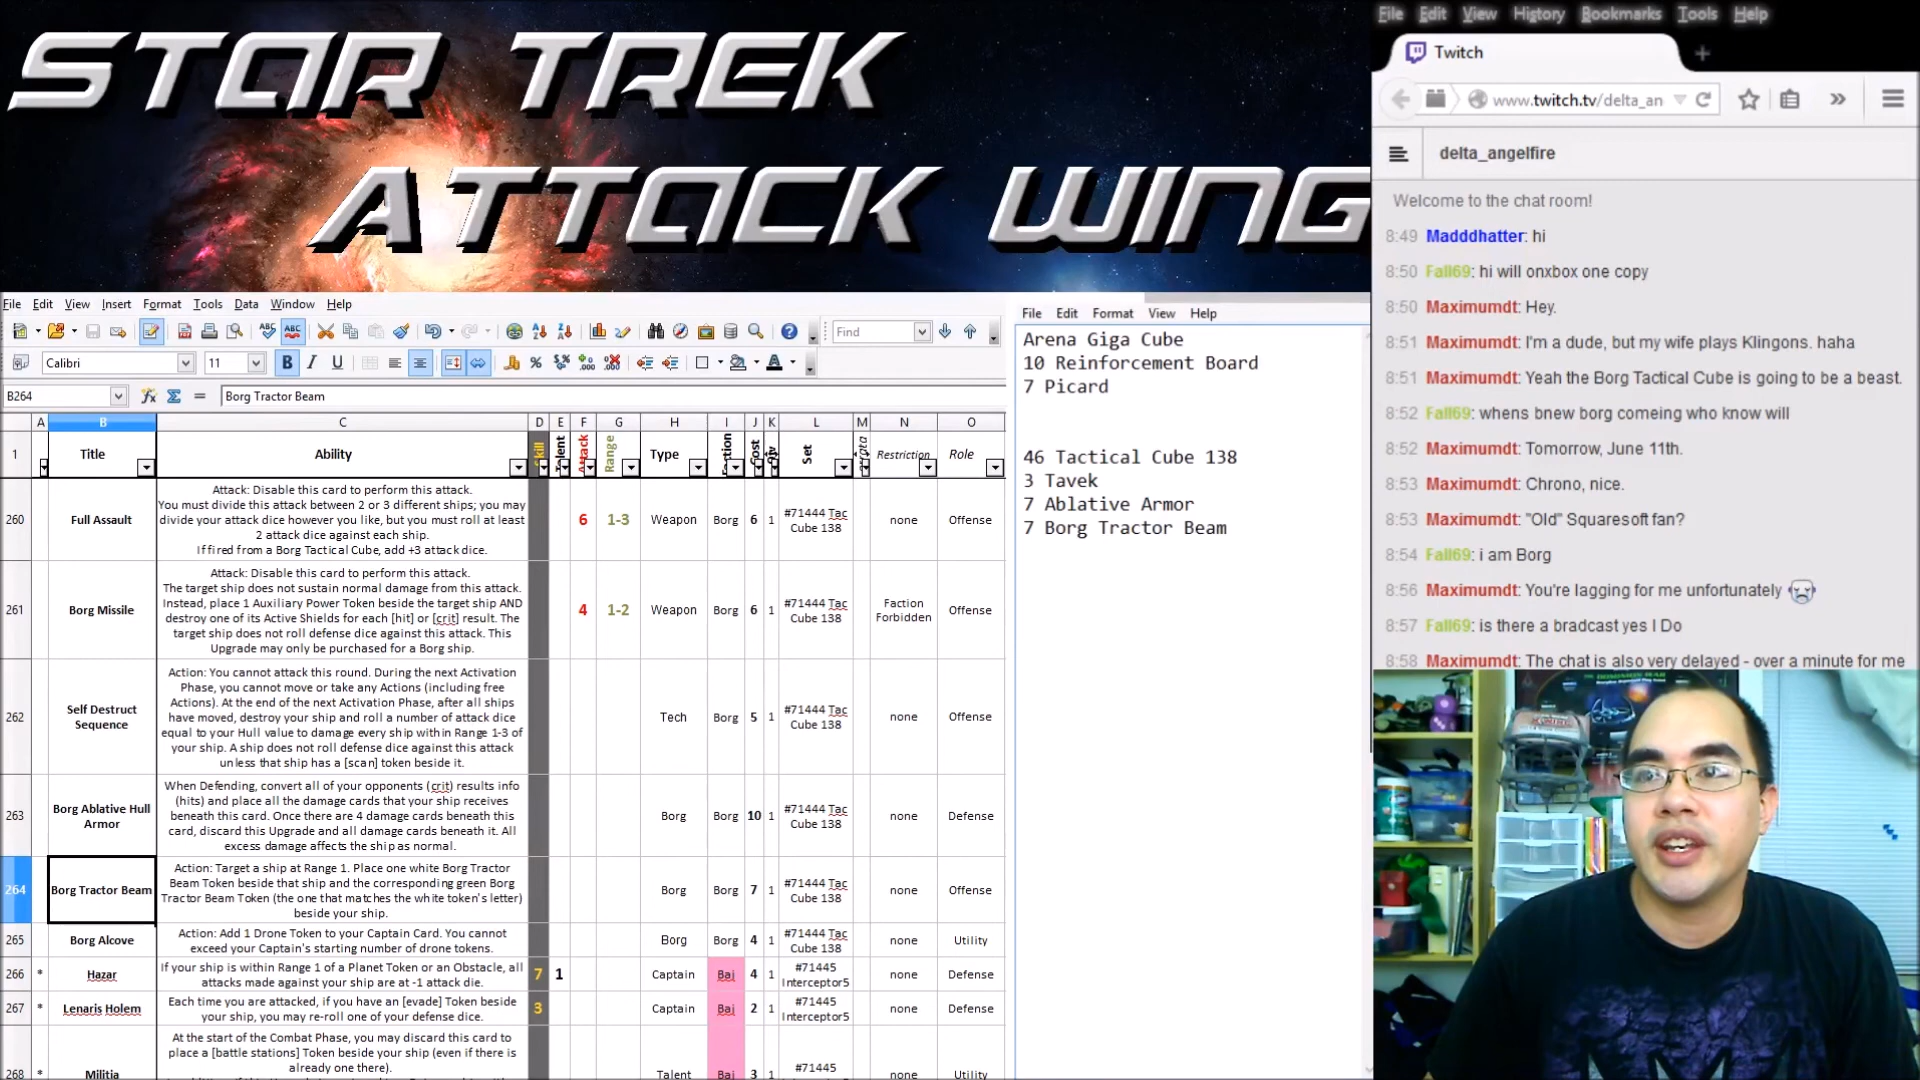 STAR TREK
ATTACK WING
File Edit View History Bookmarks Tools Help
Twitch
www.twitch.tv/delta_an
delta_angelfire
Welcome to the chat room!
8:49 Madddhatter: hi
8:50 Fall69: hi will onxbox one copy
8:50 Maximumdt: Hey.
8:51 Maximumdt: I'm a dude, but my wife plays Klingons. haha
8:51 Maximumdt: Yeah the Borg Tactical Cube is going to be a beast.
8:52 Fall69: whens bnew borg comeing who know will
8:52 Maximumdt: Tomorrow, June 11th.
8:53 Maximumdt: Chrono, nice.
8:53 Maximumdt: "Old" Squaresoft fan?
8:54 Fall69: i am Borg
8:56 Maximumdt: You're lagging for me unfortunately
8:57 Fall69: is there a bradcast yes I Do
8:58 Maximumdt: The chat is also very delayed - over a minute for me
File Edit View Insert Format Tools Data Window Help
Find
Calibri 11 B I U
B264 Borg Tractor Beam
A B C D E F G H I J K L M N O
1 Title Ability Skill Talent Attack Range Type Faction Cost Qty Set Restriction Role
260 Full Assault
Attack: Disable this card to perform this attack.
You must divide this attack between 2 or 3 different ships; you may
divide your attack dice however you like, but you must roll at least
2 attack dice against each ship.
If fired from a Borg Tactical Cube, add +3 attack dice.
6 1-3 Weapon Borg 6 1 #71444 Tac
Cube 138
none Offense
261 Borg Missile
Attack: Disable this card to perform this attack.
The target ship does not sustain normal damage from this attack.
Instead, place 1 Auxiliary Power Token beside the target ship AND
destroy one of its Active Shields for each [hit] or [crit] result. The
target ship does not roll defense dice against this attack. This
Upgrade may only be purchased for a Borg ship.
4 1-2 Weapon Borg 6 1 #71444 Tac
Cube 138
Faction
Forbidden
Offense
262 Self Destruct
Sequence
Action: You cannot attack this round. During the next Activation
Phase, you cannot move or take any Actions (including free
Actions). At the end of the next Activation Phase, after all ships
have moved, destroy your ship and roll a number of attack dice
equal to your Hull value to damage every ship within Range 1-3 of
your ship. A ship does not roll defense dice against this attack
unless that ship has a [scan] token beside it.
Tech Borg 5 1 #71444 Tac
Cube 138
none Offense
263 Borg Ablative Hull
Armor
When Defending, convert all of your opponents (crit) results info
(hits) and place all the damage cards that your ship receives
beneath this card. Once there are 4 damage cards beneath this
card, discard this Upgrade and all damage cards beneath it. All
excess damage affects the ship as normal.
Borg Borg 10 1 #71444 Tac
Cube 138
none Defense
264 Borg Tractor Beam
Action: Target a ship at Range 1. Place one white Borg Tractor
Beam Token beside that ship and the corresponding green Borg
Tractor Beam Token (the one that matches the white token's letter)
beside your ship.
Borg Borg 7 1 #71444 Tac
Cube 138
none Offense
265 Borg Alcove
Action: Add 1 Drone Token to your Captain Card. You cannot
exceed your Captain's starting number of drone tokens.
Borg Borg 4 1 #71444 Tac
Cube 138
none Utility
266 * Hazar
If your ship is within Range 1 of a Planet Token or an Obstacle, all
attacks made against your ship are at -1 attack die.
7 1 Captain Baj 4 1 #71445
Interceptor5
none Defense
267 * Lenaris Holem
Each time you are attacked, if you have an [evade] Token beside
your ship, you may re-roll one of your defense dice.
3 Captain Baj 2 1 #71445
Interceptor5
none Defense
268 * Militia
At the start of the Combat Phase, you may discard this card to
place a [battle stations] Token beside your ship (even if there is
already one there).
Talent Baj 3 1 #71445
none Utility
File Edit Format View Help
Arena Giga Cube
10 Reinforcement Board
7 Picard
46 Tactical Cube 138
3 Tavek
7 Ablative Armor
7 Borg Tractor Beam